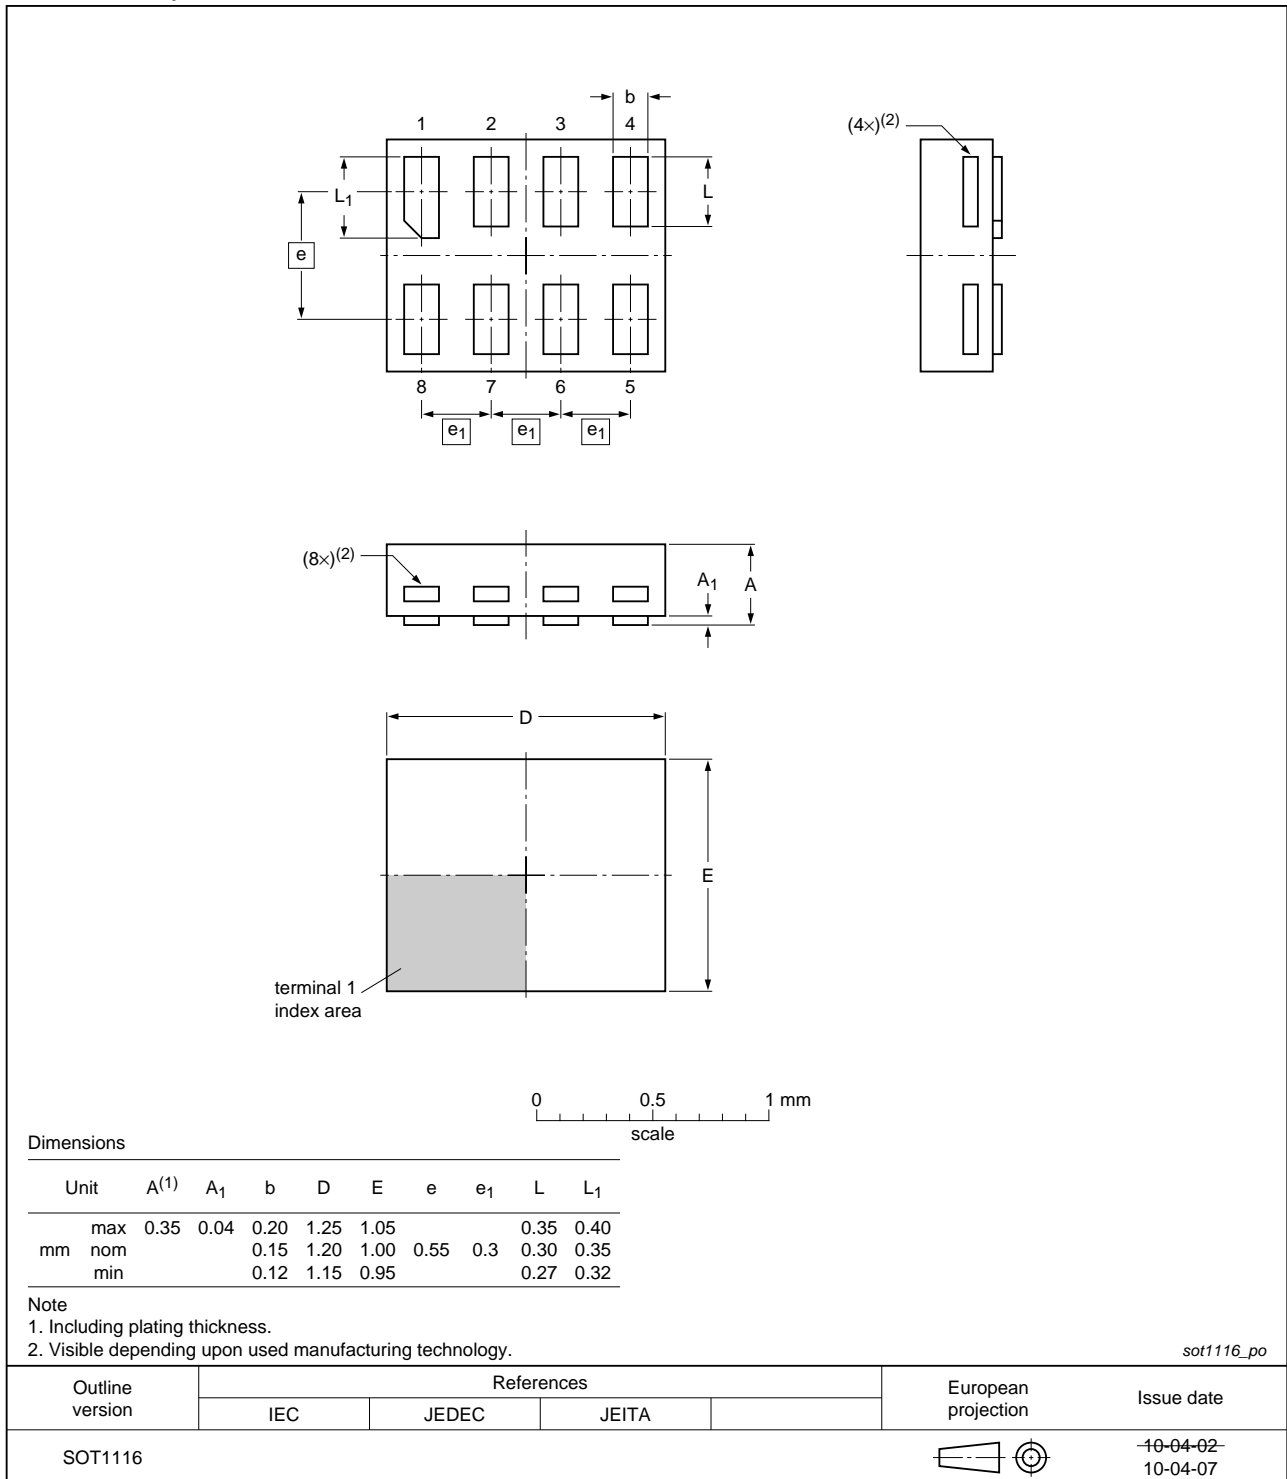 b
1 2 3 4
(4×)(2)
L1
L
e
8 7 6 5
e1 e1 e1
(8×)(2)
A1 A
D
E
terminal 1
index area
0 0.5 1 mm
scale
Dimensions
Unit A(1) A1 b D E e e1 L L1
max 0.35 0.04 0.20 1.25 1.05 0.35 0.40
mm nom 0.15 1.20 1.00 0.55 0.3 0.30 0.35
min 0.12 1.15 0.95 0.27 0.32
Note
1. Including plating thickness.
2. Visible depending upon used manufacturing technology.
sot1116_po
Outline
version
References
IEC JEDEC JEITA
European
projection
Issue date
SOT1116
10-04-02
10-04-07